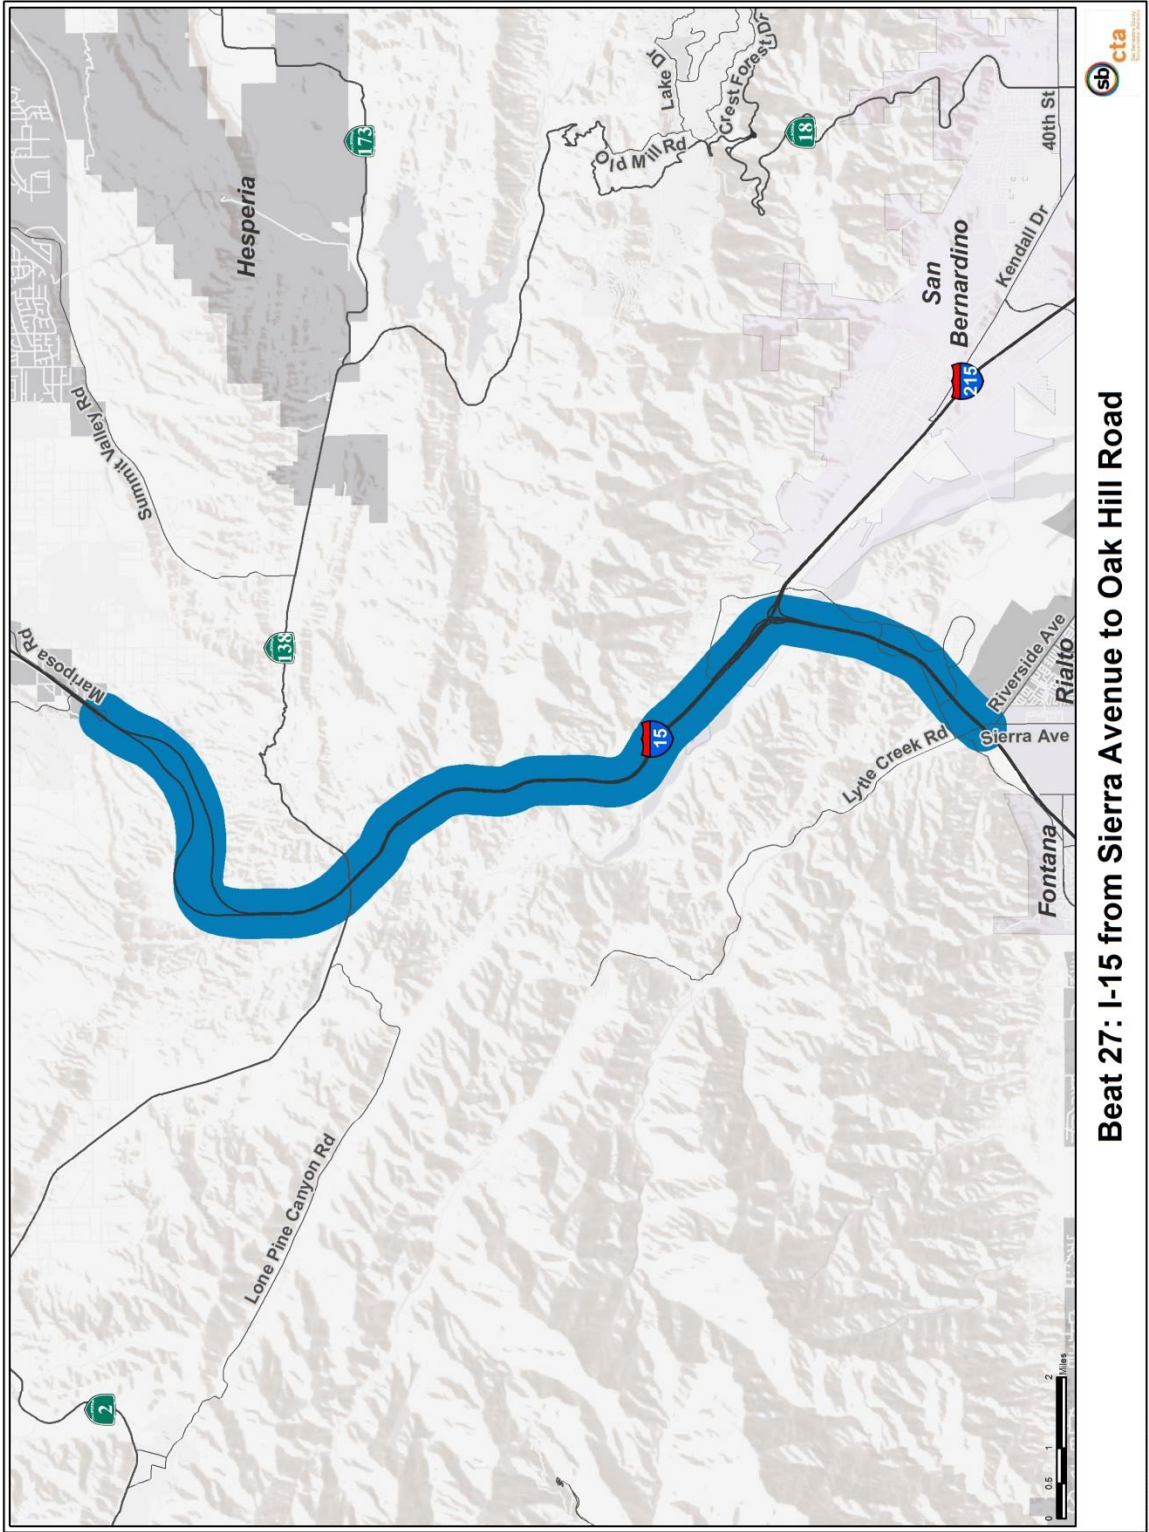 Hesperia
173
Lake Dr
Crest Forest Dr
Old Mill Rd
18
40th St
Summit Valley Rd
San
Bernardino
Kendall Dr
215
Mariposa Rd
138
15
Riverside Ave
Rialto
Sierra Ave
Lytle Creek Rd
Fontana
Lone Pine Canyon Rd
2
0 0.5 1 2
Miles
Beat 27: I-15 from Sierra Avenue to Oak Hill Road
sb
cta